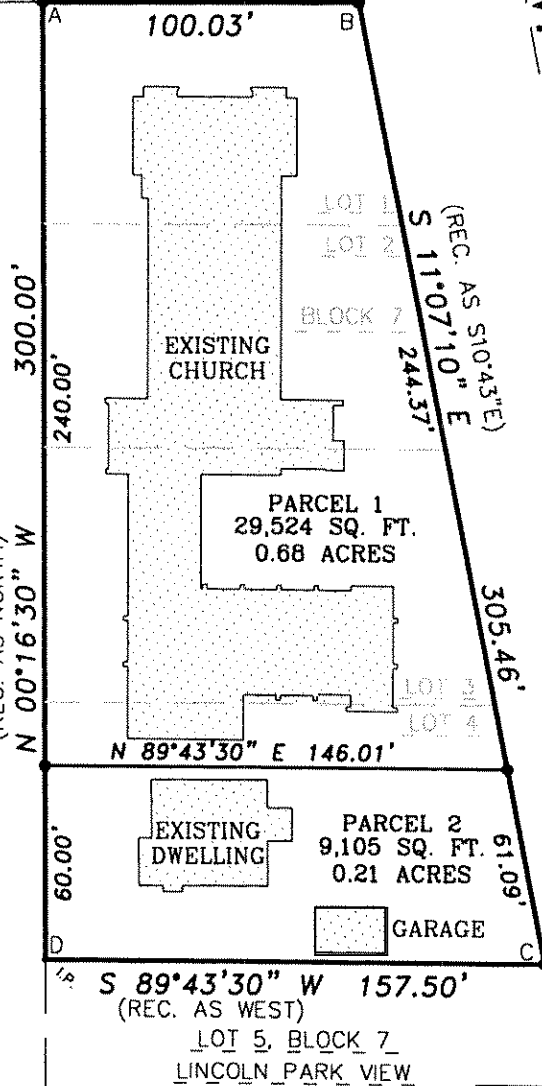 A
B
100.03'
LOT 1
LOT 2
BLOCK 7
(REC. AS S10°43"E)
S 11°07'10" E
244.37'
300.00'
240.00'
EXISTING
CHURCH
PARCEL 1
29,524 SQ. FT.
0.68 ACRES
305.46'
N 00°16'30" W
LOT 3
LOT 4
N 89°43'30" E 146.01'
60.00'
EXISTING
DWELLING
PARCEL 2
9,105 SQ. FT.
0.21 ACRES
61.09'
GARAGE
D
C
I.P.
S 89°43'30" W 157.50'
(REC. AS WEST)
LOT 5, BLOCK 7
LINCOLN PARK VIEW